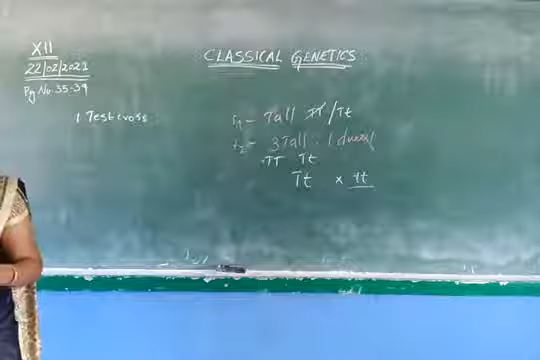 XII
22/02/2021
Pg No. 35-39
CLASSICAL GENETICS
1 Testcross
F1 - Tall TT/Tt
F2 - 3 Tall : 1 dwarf
TT Tt
Tt x tt